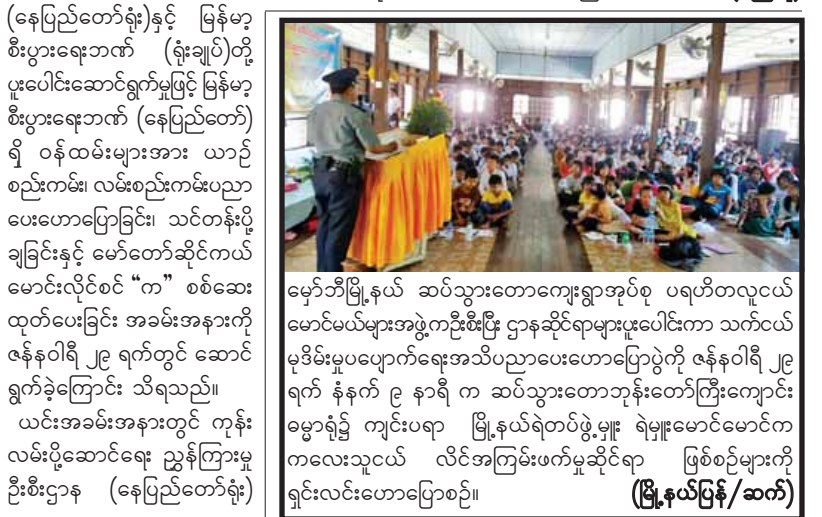 (နေပြည်တော်ရုံး)နှင့် မြန်မာ့
စီးပွားရေးဘဏ် (ရုံးချုပ်)တို့
ပူးပေါင်းဆောင်ရွက်မှုဖြင့် မြန်မာ့
စီးပွားရေးဘဏ် (နေပြည်တော်)
ရှိ ဝန်ထမ်းများအား ယာဉ်
စည်းကမ်း၊ လမ်းစည်းကမ်းပညာ
ပေးဟောပြောခြင်း၊ သင်တန်းပို့
ချခြင်းနှင့် မော်တော်ဆိုင်ကယ်
မောင်းလိုင်စင် “က” စစ်ဆေး
ထုတ်ပေးခြင်း အခမ်းအနားကို
ဇန်နဝါရီ ၂၉ ရက်တွင် ဆောင်
ရွက်ခဲ့ကြောင်း သိရသည်။
ယင်းအခမ်းအနားတွင် ကုန်း
လမ်းပို့ဆောင်ရေး ညွှန်ကြားမှု
ဦးစီးဌာန (နေပြည်တော်ရုံး)
မှော်ဘီမြို့နယ် ဆပ်သွားတောကျေးရွာအုပ်စု ပရဟိတလူငယ်
မောင်မယ်များအဖွဲ့ကဦးစီးပြီး ဌာနဆိုင်ရာများပူးပေါင်းကာ သက်ငယ်
မုဒိမ်းမှုပပျောက်ရေးအသိပညာပေးဟောပြောပွဲကို ဇန်နဝါရီ ၂၉
ရက် နံနက် ၉ နာရီ က ဆပ်သွားတောဘုန်းတော်ကြီးကျောင်း
ဓမ္မာရုံ၌ ကျင်းပရာ မြို့နယ်ရဲတပ်ဖွဲ့မှူး ရဲမှူးမောင်မောင်က
ကလေးသူငယ် လိင်အကြမ်းဖက်မှုဆိုင်ရာ ဖြစ်စဉ်များကို
ရှင်းလင်းဟောပြောစဉ်။ (မြို့နယ်ပြန်/ဆက်)